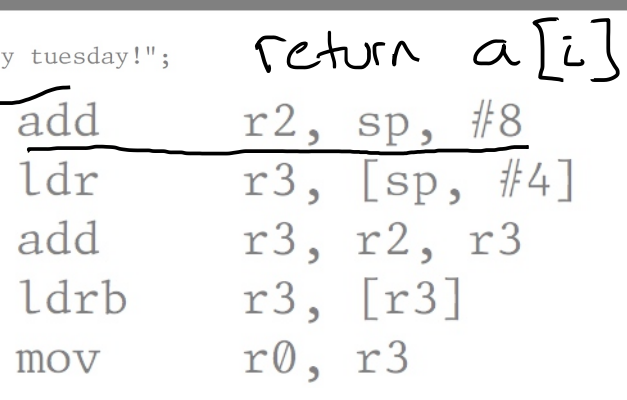 y tuesday!"; return a[i]
add r2, sp, #8
ldr r3, [sp, #4]
add r3, r2, r3
ldrb r3, [r3]
mov r0, r3